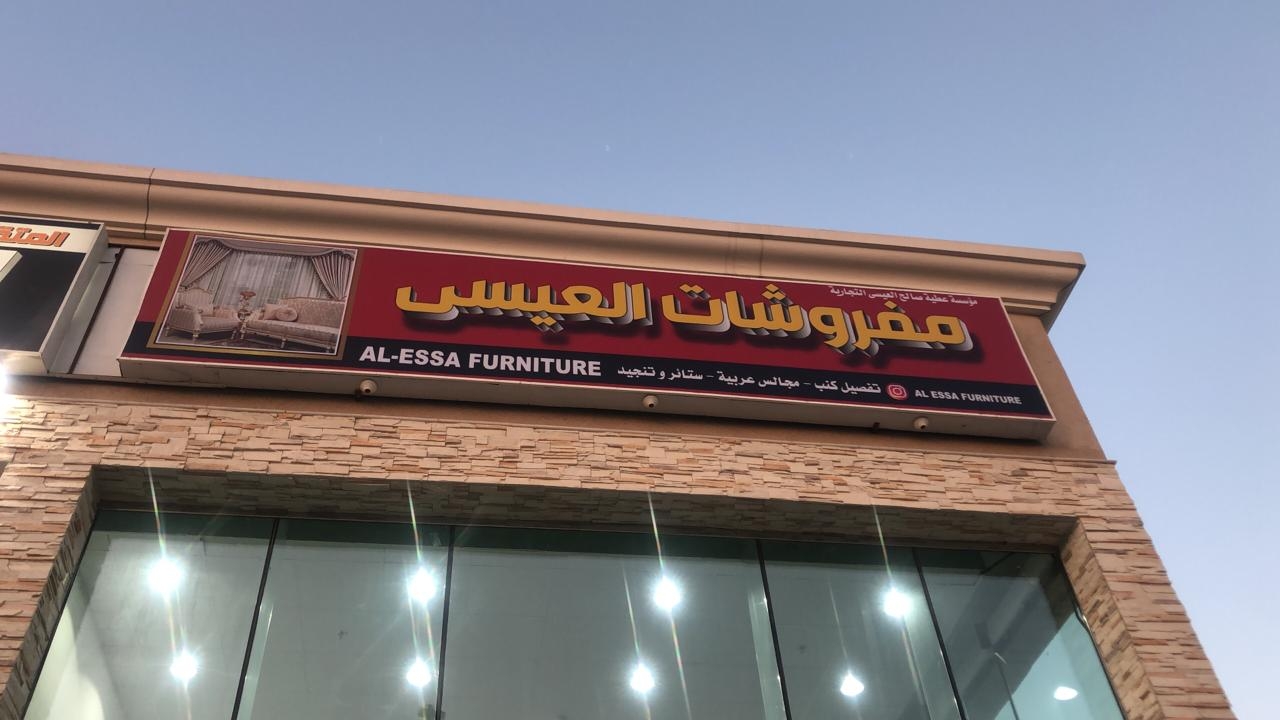 مؤسسة عطية صالح العيسى التجارية
مفروشات العيسى
AL-ESSA FURNITURE
تفصيل كنب - مجالس عربية - ستائر و تنجيد
AL ESSA FURNITURE